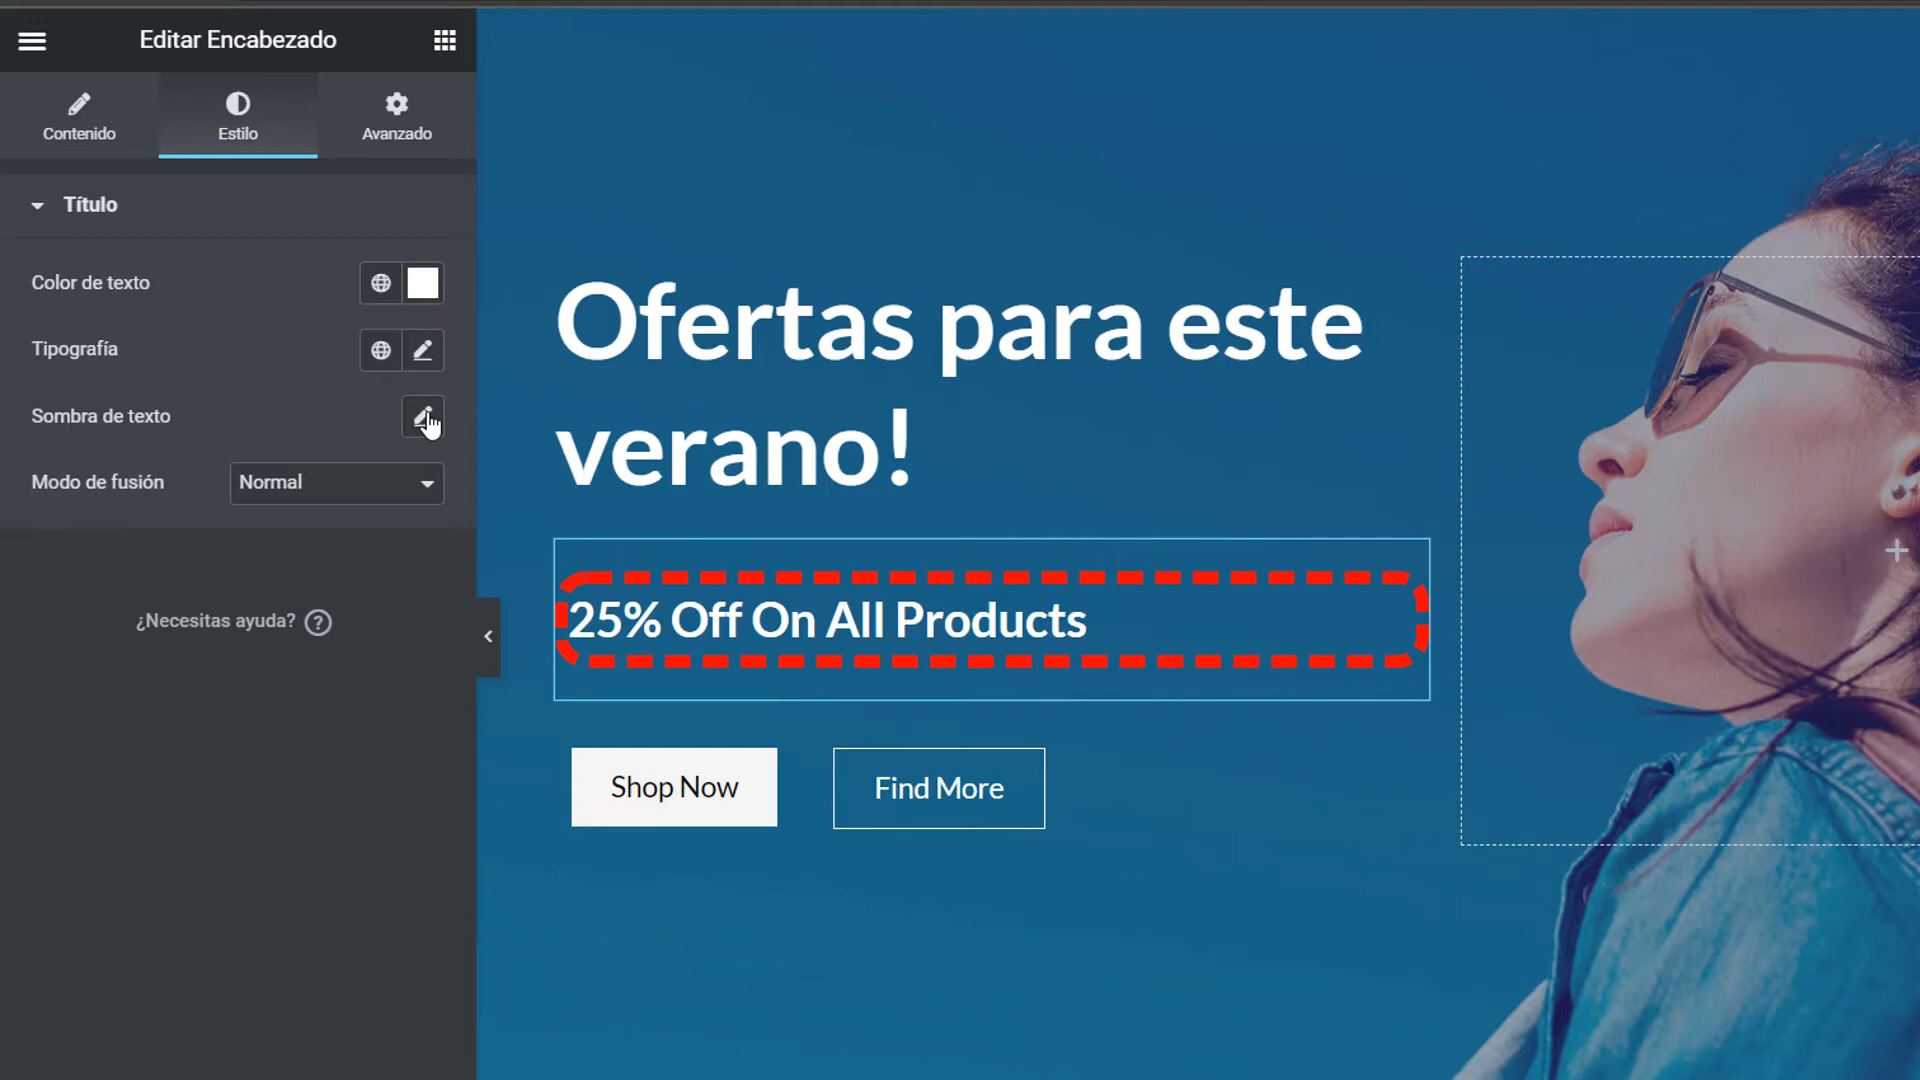 Editar Encabezado
Contenido
Estilo
Avanzado
Título
Color de texto
Tipografía
Sombra de texto
Modo de fusión
Normal
¿Necesitas ayuda? ?
Ofertas para este
verano!
25% Off On All Products
Shop Now
Find More